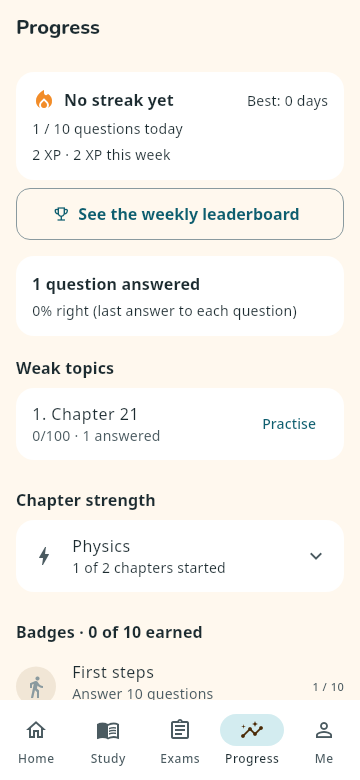 Progress
No streak yet
Best: 0 days
1 / 10 questions today
2 XP · 2 XP this week
See the weekly leaderboard
1 question answered
0% right (last answer to each question)
Weak topics
1. Chapter 21
0/100 · 1 answered
Practise
Chapter strength
Physics
1 of 2 chapters started
Badges · 0 of 10 earned
First steps
Answer 10 questions
1 / 10
Home
Study
Exams
Progress
Me